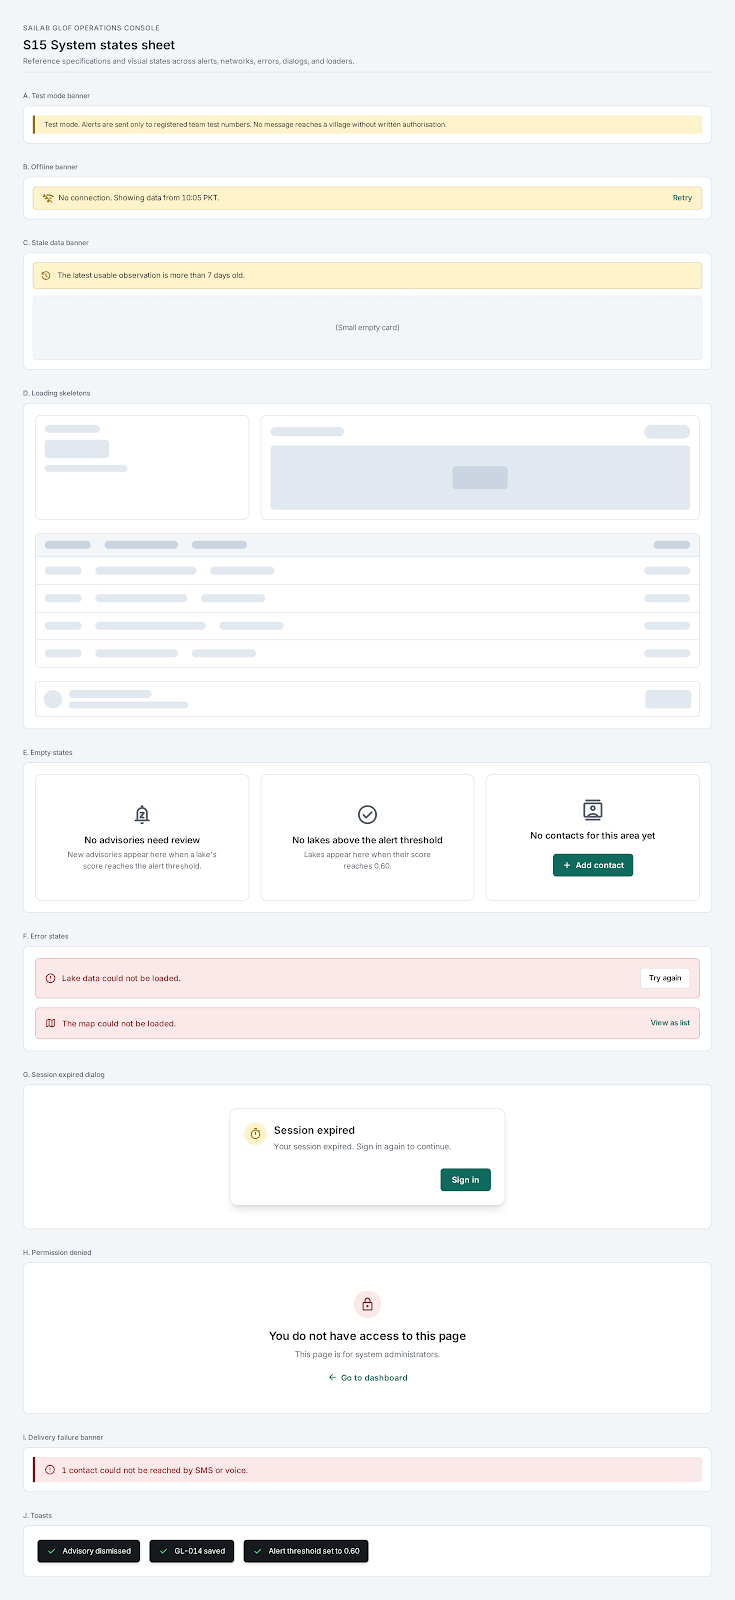 SAILAB GLOF OPERATIONS CONSOLE
S15 System states sheet
Reference specifications and visual states across alerts, networks, errors, dialogs, and loaders.
A. Test mode banner
Test mode. Alerts are sent only to registered team test numbers. No message reaches a village without written authorisation.
B. Offline banner
No connection. Showing data from 10:05 PKT.
Retry
C. Stale data banner
The latest usable observation is more than 7 days old.
(Small empty card)
D. Loading skeletons
E. Empty states
No advisories need review
New advisories appear here when a lake's
score reaches the alert threshold.
No lakes above the alert threshold
Lakes appear here when their score
reaches 0.60.
No contacts for this area yet
Add contact
F. Error states
Lake data could not be loaded.
Try again
The map could not be loaded.
View as list
G. Session expired dialog
Session expired
Your session expired. Sign in again to continue.
Sign in
H. Permission denied
You do not have access to this page
This page is for system administrators.
Go to dashboard
I. Delivery failure banner
1 contact could not be reached by SMS or voice.
J. Toasts
Advisory dismissed
GL-014 saved
Alert threshold set to 0.60